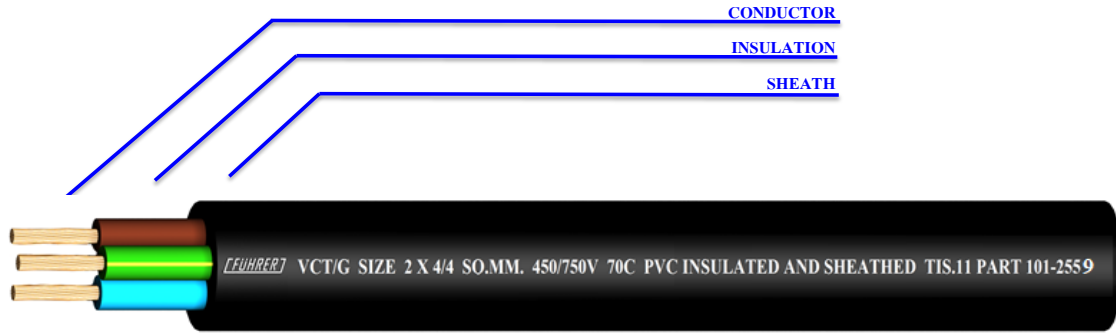 CONDUCTOR
INSULATION
SHEATH
FUHRER VCT/G SIZE 2 X 4/4 SO.MM. 450/750V 70C PVC INSULATED AND SHEATHED TIS.11 PART 101-2559